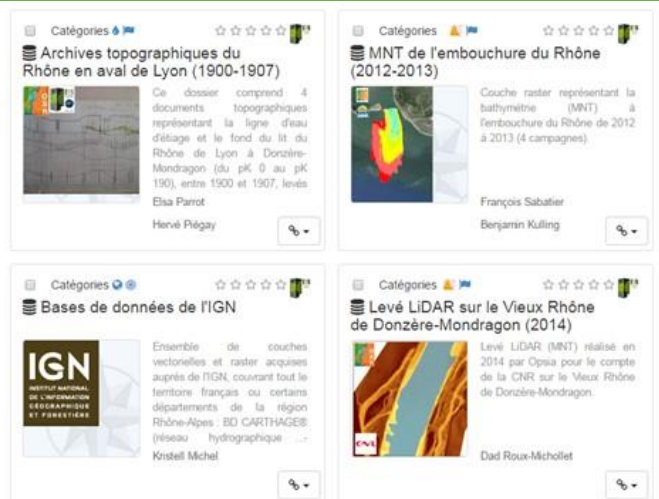 Catégories
Archives topographiques du
Rhône en aval de Lyon (1900-1907)
Ce dossier comprend 4
documents topographiques
représentant la ligne d'eau
d'étiage et le fond du lit du
Rhône de Lyon à Donzère-
Mondragon (du pK 0 au pK
190), entre 1900 et 1907, levés
Elsa Parrot
Hervé Piégay
Catégories
MNT de l'embouchure du Rhône
(2012-2013)
Couche raster représentant la
bathymétrie (MNT) à
l'embouchure du Rhône de 2012
à 2013 (4 campagnes).
François Sabatier
Benjamin Kulling
Catégories
Bases de données de l'IGN
IGN
INSTITUT NATIONAL
DE L'INFORMATION
GÉOGRAPHIQUE
ET FORESTIÈRE
Ensemble de couches
vectorielles et raster acquises
auprès de l'IGN, couvrant tout le
territoire français ou certains
départements de la région
Rhône-Alpes : BD CARTHAGE®
(réseau hydrographique ...
Kristell Michel
Catégories
Levé LiDAR sur le Vieux Rhône
de Donzère-Mondragon (2014)
Levé LiDAR (MNT) réalisé en
2014 par Opsia pour le compte
de la CNR sur le Vieux Rhône
de Donzère-Mondragon.
Dad Roux-Michollet